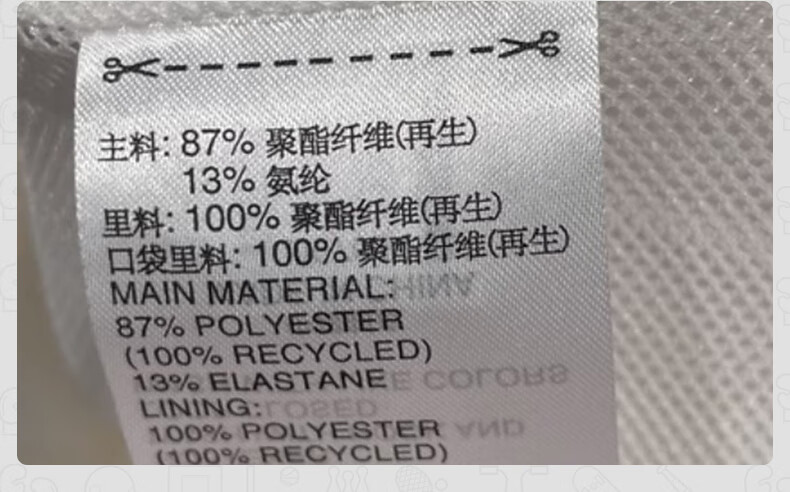 主料: 87% 聚酯纤维(再生)
13% 氨纶
里料: 100% 聚酯纤维(再生)
口袋里料: 100% 聚酯纤维(再生)
MAIN MATERIAL:
87% POLYESTER
(100% RECYCLED)
13% ELASTANE
LINING:
100% POLYESTER
(100% RECYCLED)